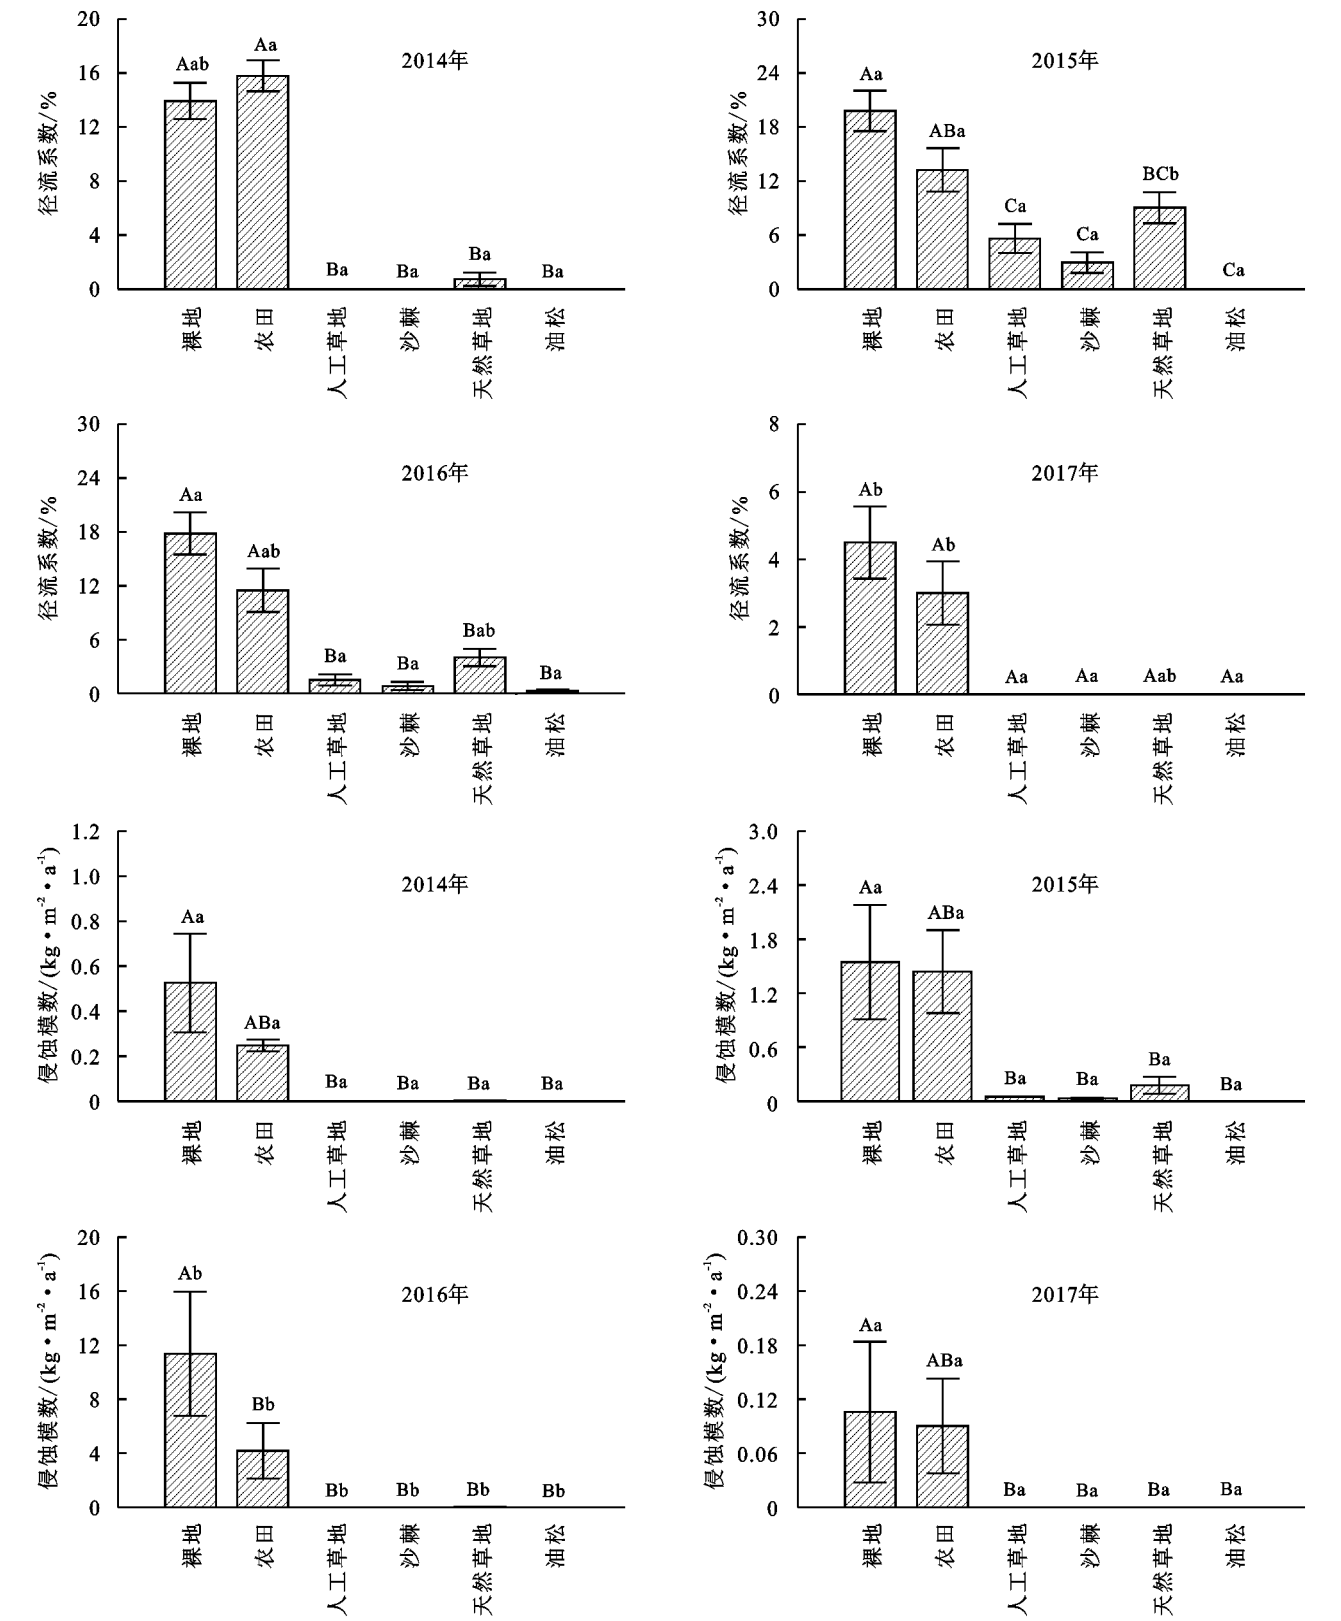 20
16
12
8
4
0
径流系数/%
2014年
Aab
Aa
Ba
Ba
Ba
Ba
裸地
农田
人工草地
沙棘
天然草地
油松
30
24
18
12
6
0
径流系数/%
2015年
Aa
ABa
Ca
Ca
BCb
Ca
裸地
农田
人工草地
沙棘
天然草地
油松
30
24
18
12
6
0
径流系数/%
2016年
Aa
Aab
Ba
Ba
Bab
Ba
裸地
农田
人工草地
沙棘
天然草地
油松
8
6
4
2
0
径流系数/%
2017年
Ab
Ab
Aa
Aa
Aab
Aa
裸地
农田
人工草地
沙棘
天然草地
油松
1.2
1.0
0.8
0.6
0.4
0.2
0
侵蚀模数/(kg•m⁻²•a⁻¹)
2014年
Aa
ABa
Ba
Ba
Ba
Ba
裸地
农田
人工草地
沙棘
天然草地
油松
3.0
2.4
1.8
1.2
0.6
0
侵蚀模数/(kg•m⁻²•a⁻¹)
2015年
Aa
ABa
Ba
Ba
Ba
Ba
裸地
农田
人工草地
沙棘
天然草地
油松
20
16
12
8
4
0
侵蚀模数/(kg•m⁻²•a⁻¹)
2016年
Ab
Bb
Bb
Bb
Bb
Bb
裸地
农田
人工草地
沙棘
天然草地
油松
0.30
0.24
0.18
0.12
0.06
0
侵蚀模数/(kg•m⁻²•a⁻¹)
2017年
Aa
ABa
Ba
Ba
Ba
Ba
裸地
农田
人工草地
沙棘
天然草地
油松